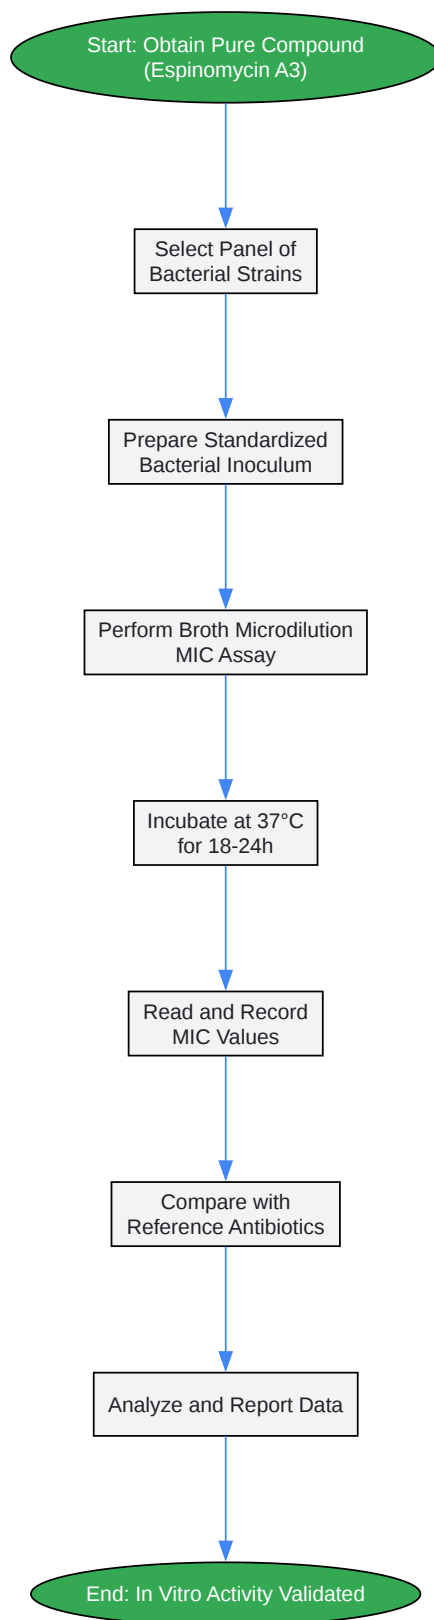 Start: Obtain Pure Compound
(Espinomycin A3)
Select Panel of
Bacterial Strains
Prepare Standardized
Bacterial Inoculum
Perform Broth Microdilution
MIC Assay
Incubate at 37°C
for 18-24h
Read and Record
MIC Values
Compare with
Reference Antibiotics
Analyze and Report Data
End: In Vitro Activity Validated